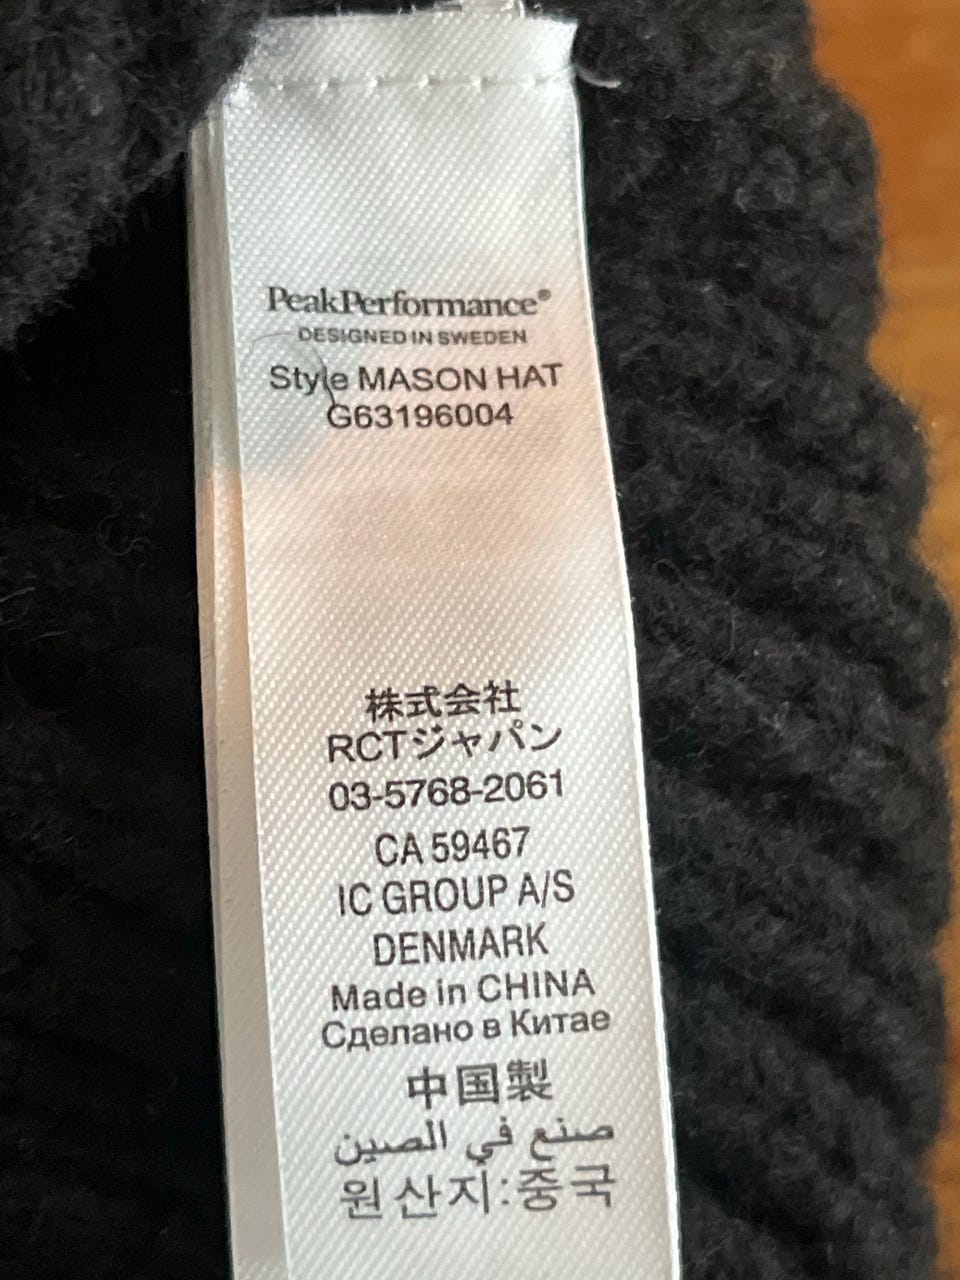 PeakPerformance®
DESIGNED IN SWEDEN
Style MASON HAT
G63196004
株式会社
RCTジャパン
03-5768-2061
CA 59467
IC GROUP A/S
DENMARK
Made in CHINA
Сделано в Китае
中国製
صنع في الصين
원산지:중국